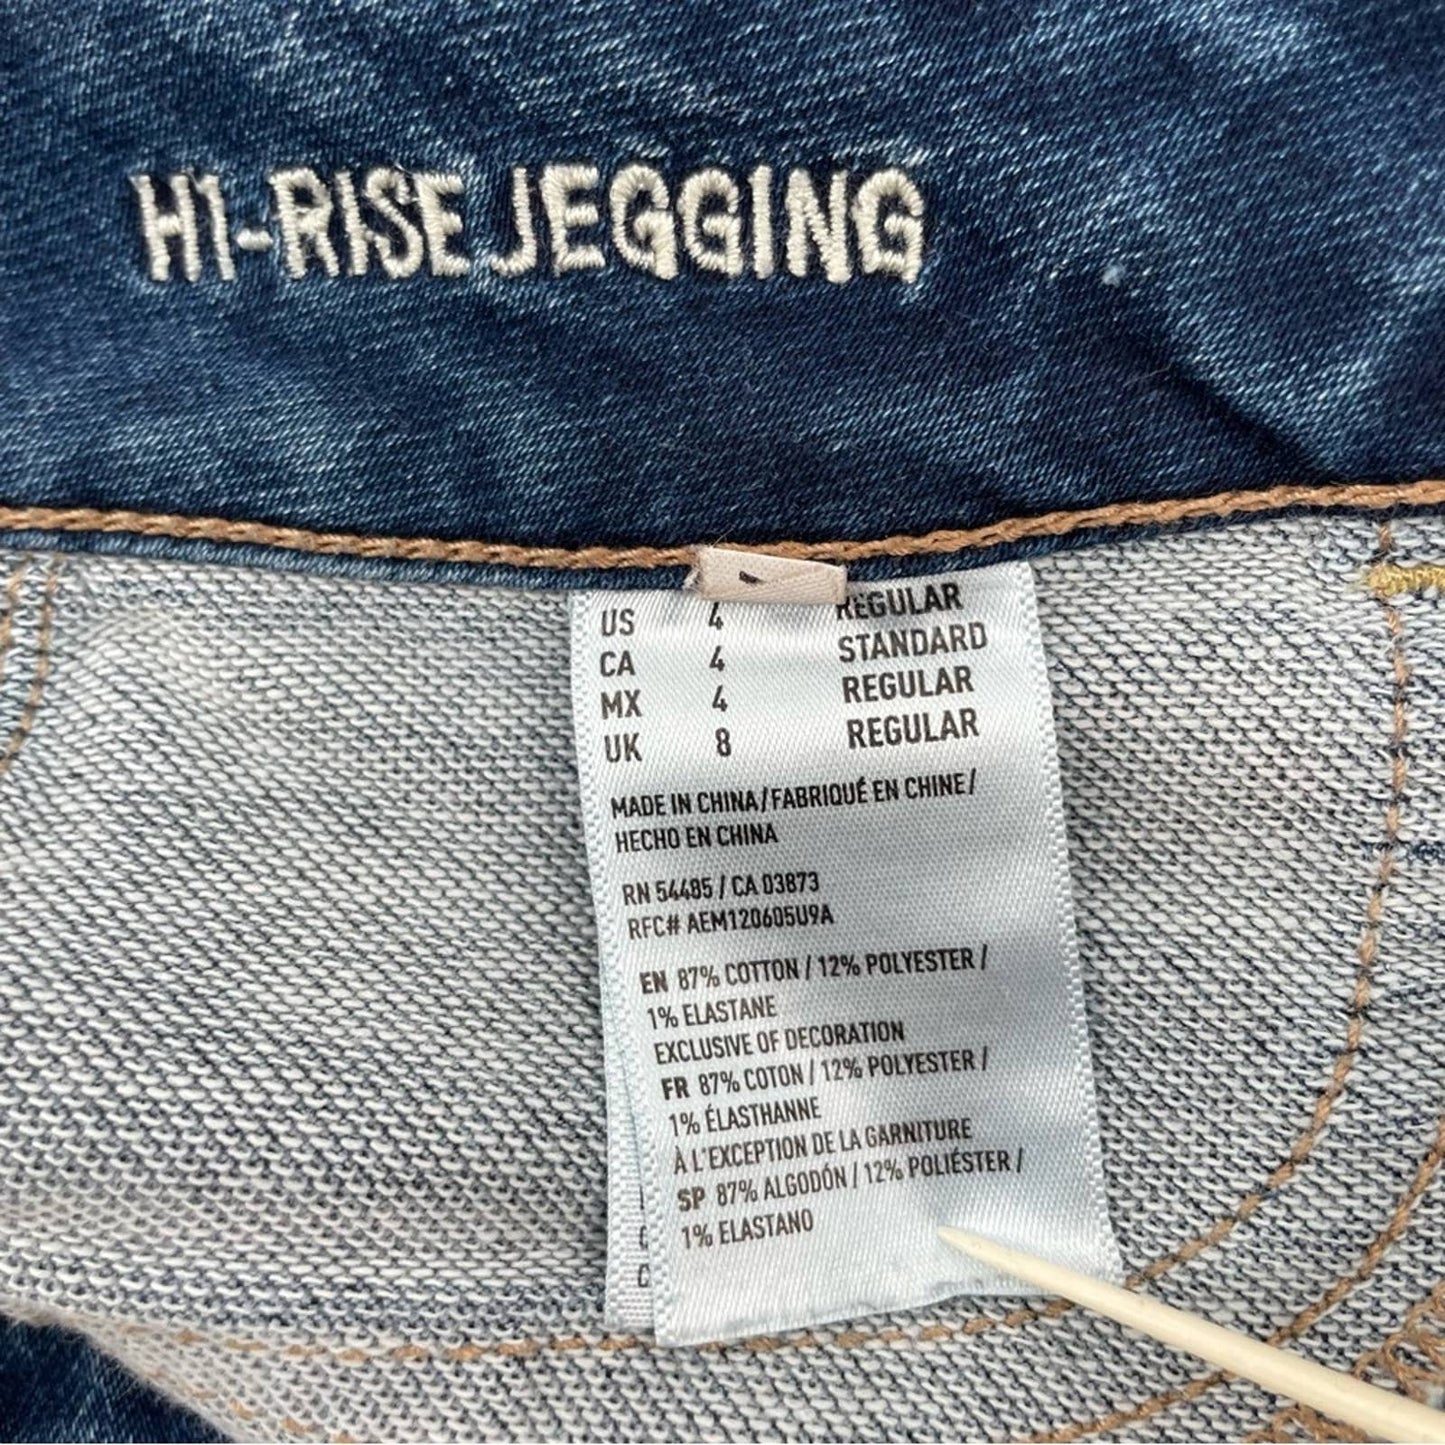 HI-RISE JEGGING
US 4 REGULAR
CA 4 STANDARD
MX 4 REGULAR
UK 8 REGULAR
MADE IN CHINA/FABRIQUÉ EN CHINE/
HECHO EN CHINA
RN 54485 / CA 03873
RFC# AEM120605U9A
EN 87% COTTON / 12% POLYESTER /
1% ELASTANE
EXCLUSIVE OF DECORATION
FR 87% COTON / 12% POLYESTER /
1% ÉLASTHANNE
À L'EXCEPTION DE LA GARNITURE
SP 87% ALGODÓN / 12% POLIÉSTER /
1% ELASTANO